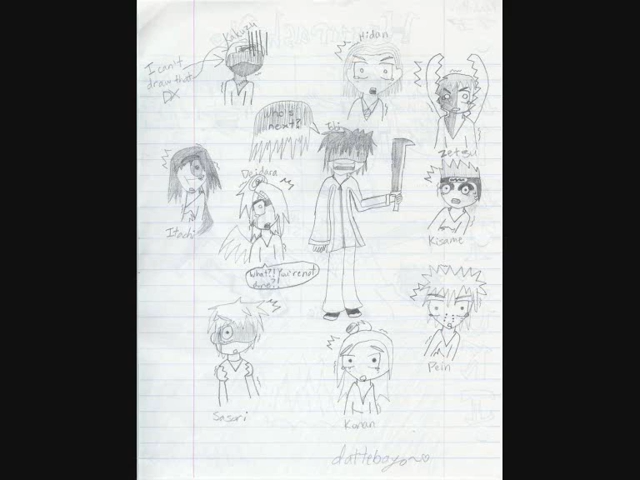 Kakuzu
I can't
draw that
DX
Hidan
Who's
next?
Zetsu
Deidara
Itachi
Kisame
What?! You're not
Pein
Sasori
Konan
dattebayo~